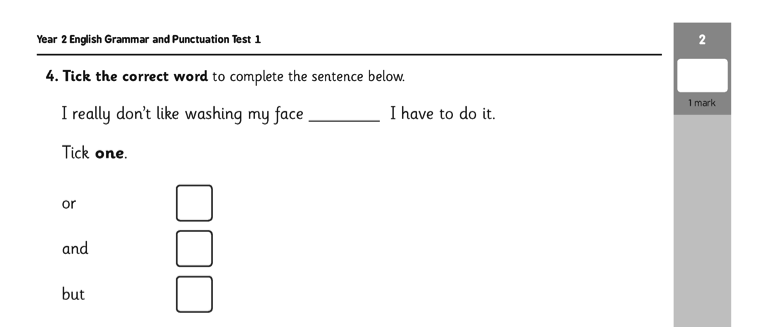 Year 2 English Grammar and Punctuation Test 1
2
4. Tick the correct word to complete the sentence below.
1 mark
I really don't like washing my face ________ I have to do it.
Tick one.
or
and
but